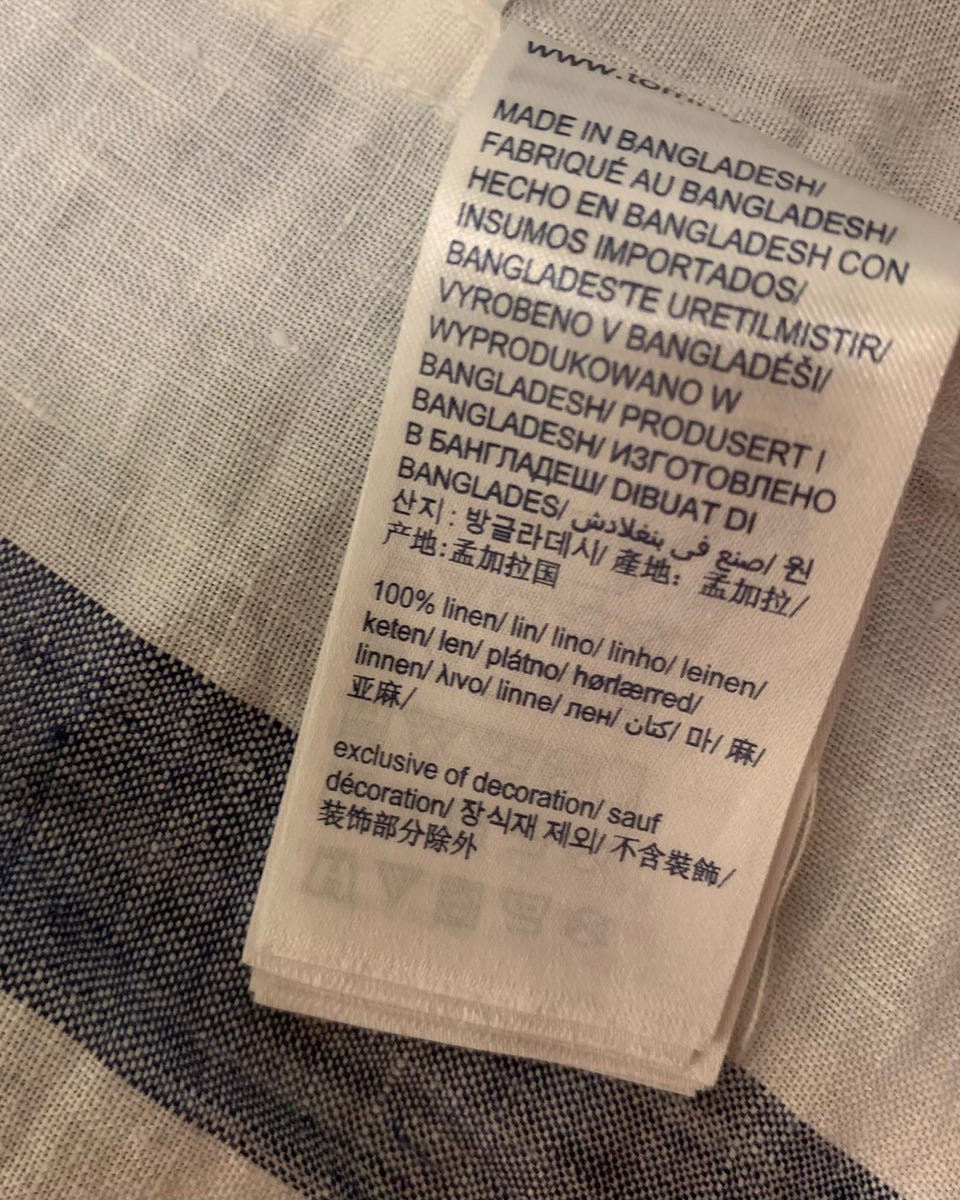 www.tom
MADE IN BANGLADESH/
FABRIQUÉ AU BANGLADESH/
HECHO EN BANGLADESH CON
INSUMOS IMPORTADOS/
BANGLADES'TE URETILMISTIR/
VYROBENO V BANGLADÉŠI/
WYPRODUKOWANO W
BANGLADESH/ PRODUSERT I
BANGLADESH/ ИЗГОТОВЛЕНО
В БАНГЛАДЕШ/ DIBUAT DI
BANGLADES/ صنع في بنغلادش/ 원
산지 : 방글라데시/ 產地： 孟加拉/
产地:孟加拉国
100% linen/ lin/ lino/ linho/ leinen/
keten/ len/ plátno/ hørlærred/
linnen/ λινο/ linne/ лен/ كتان/ 마/ 麻/
亚麻/
exclusive of decoration/ sauf
décoration/ 장식재 제외/ 不含裝飾/
装饰部分除外